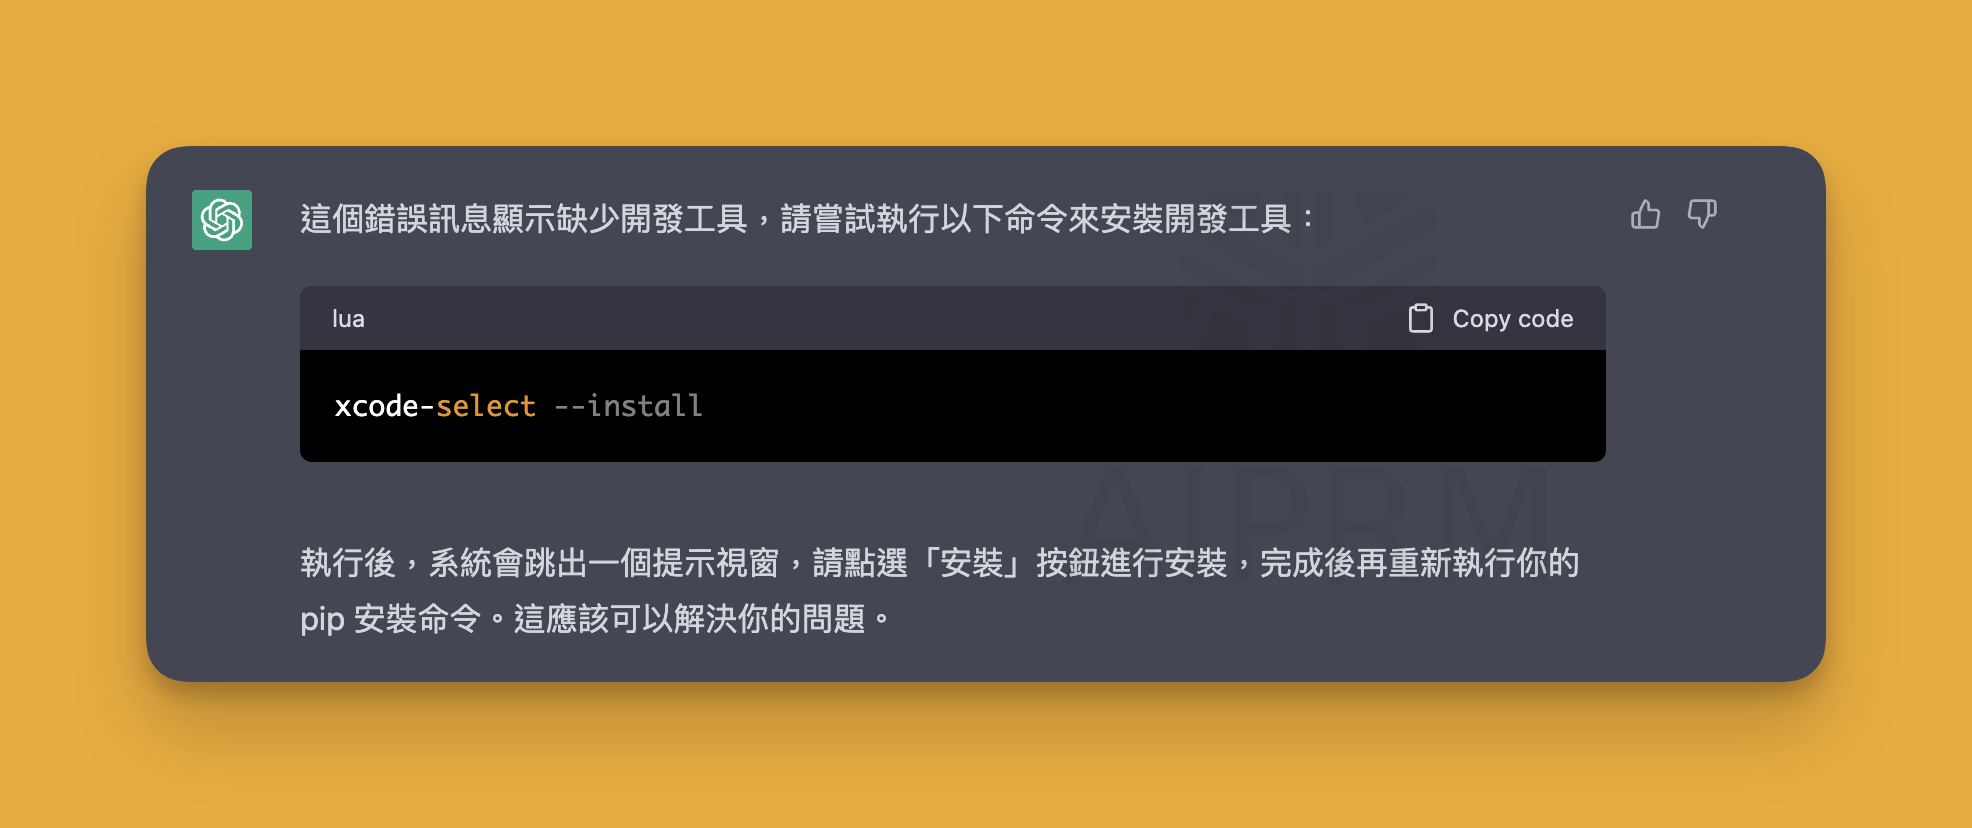 這個錯誤訊息顯示缺少開發工具，請嘗試執行以下命令來安裝開發工具：
lua
Copy code
xcode-select --install
AIPRM
執行後，系統會跳出一個提示視窗，請點選「安裝」按鈕進行安裝，完成後再重新執行你的
pip 安裝命令。這應該可以解決你的問題。